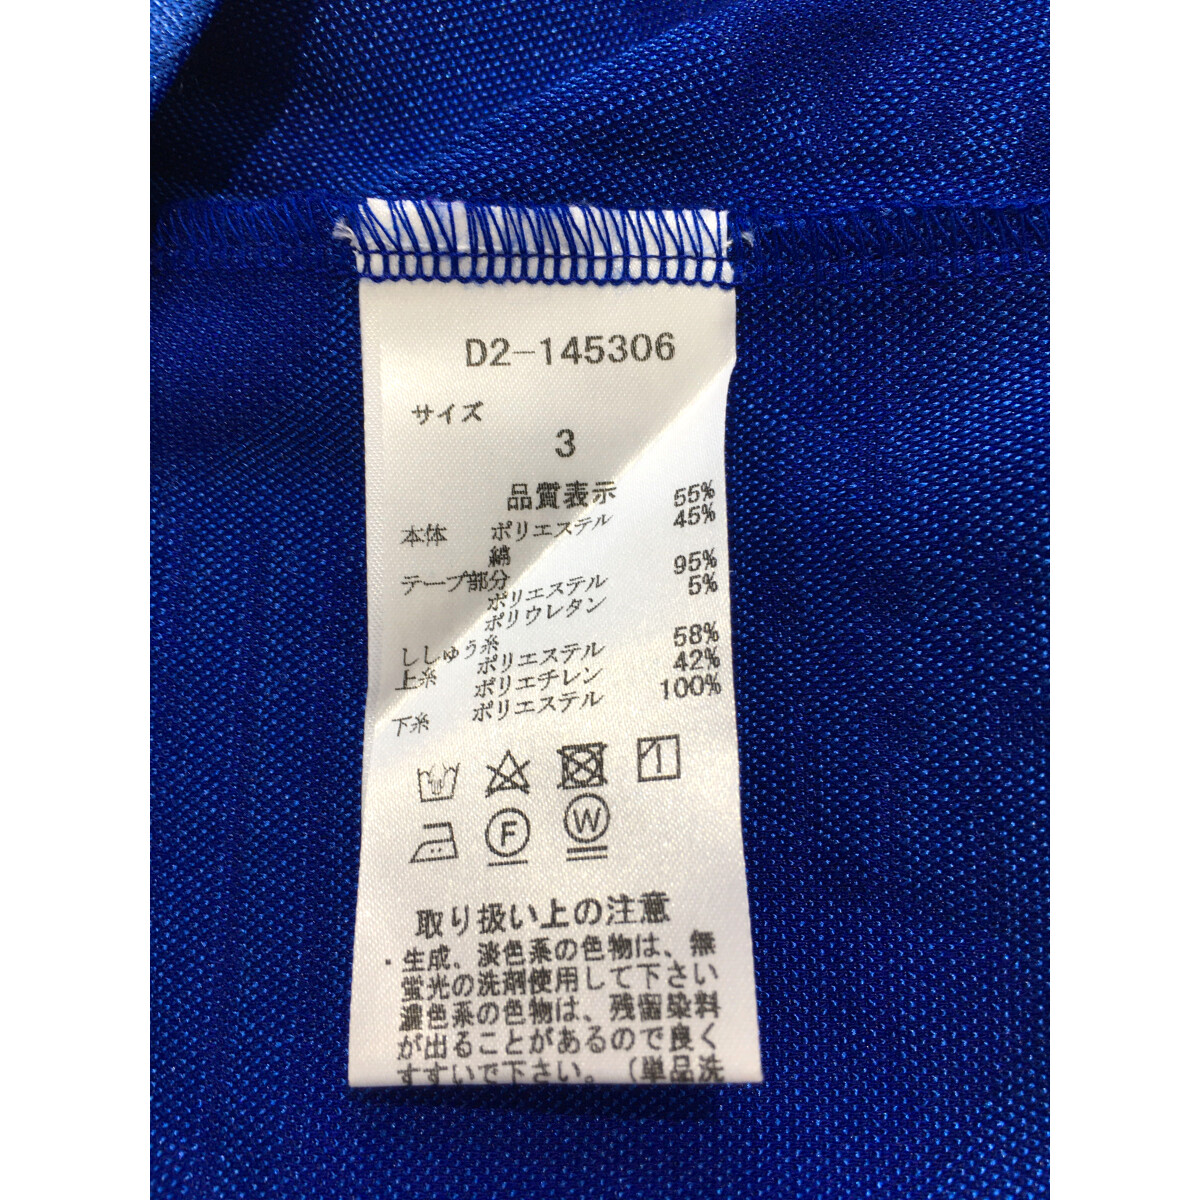 D2-145306
サイズ
3
品質表示
本体 ポリエステル 55%
綿 45%
テープ部分
ポリエステル 95%
ポリウレタン 5%
ししゅう糸
上糸 ポリエステル 58%
ポリエチレン 42%
下糸 ポリエステル 100%
1
F W
取り扱い上の注意
・生成、淡色系の色物は、無
蛍光の洗剤使用して下さい
濃色系の色物は、残留染料
が出ることがあるので良く
すすいで下さい。（単品洗